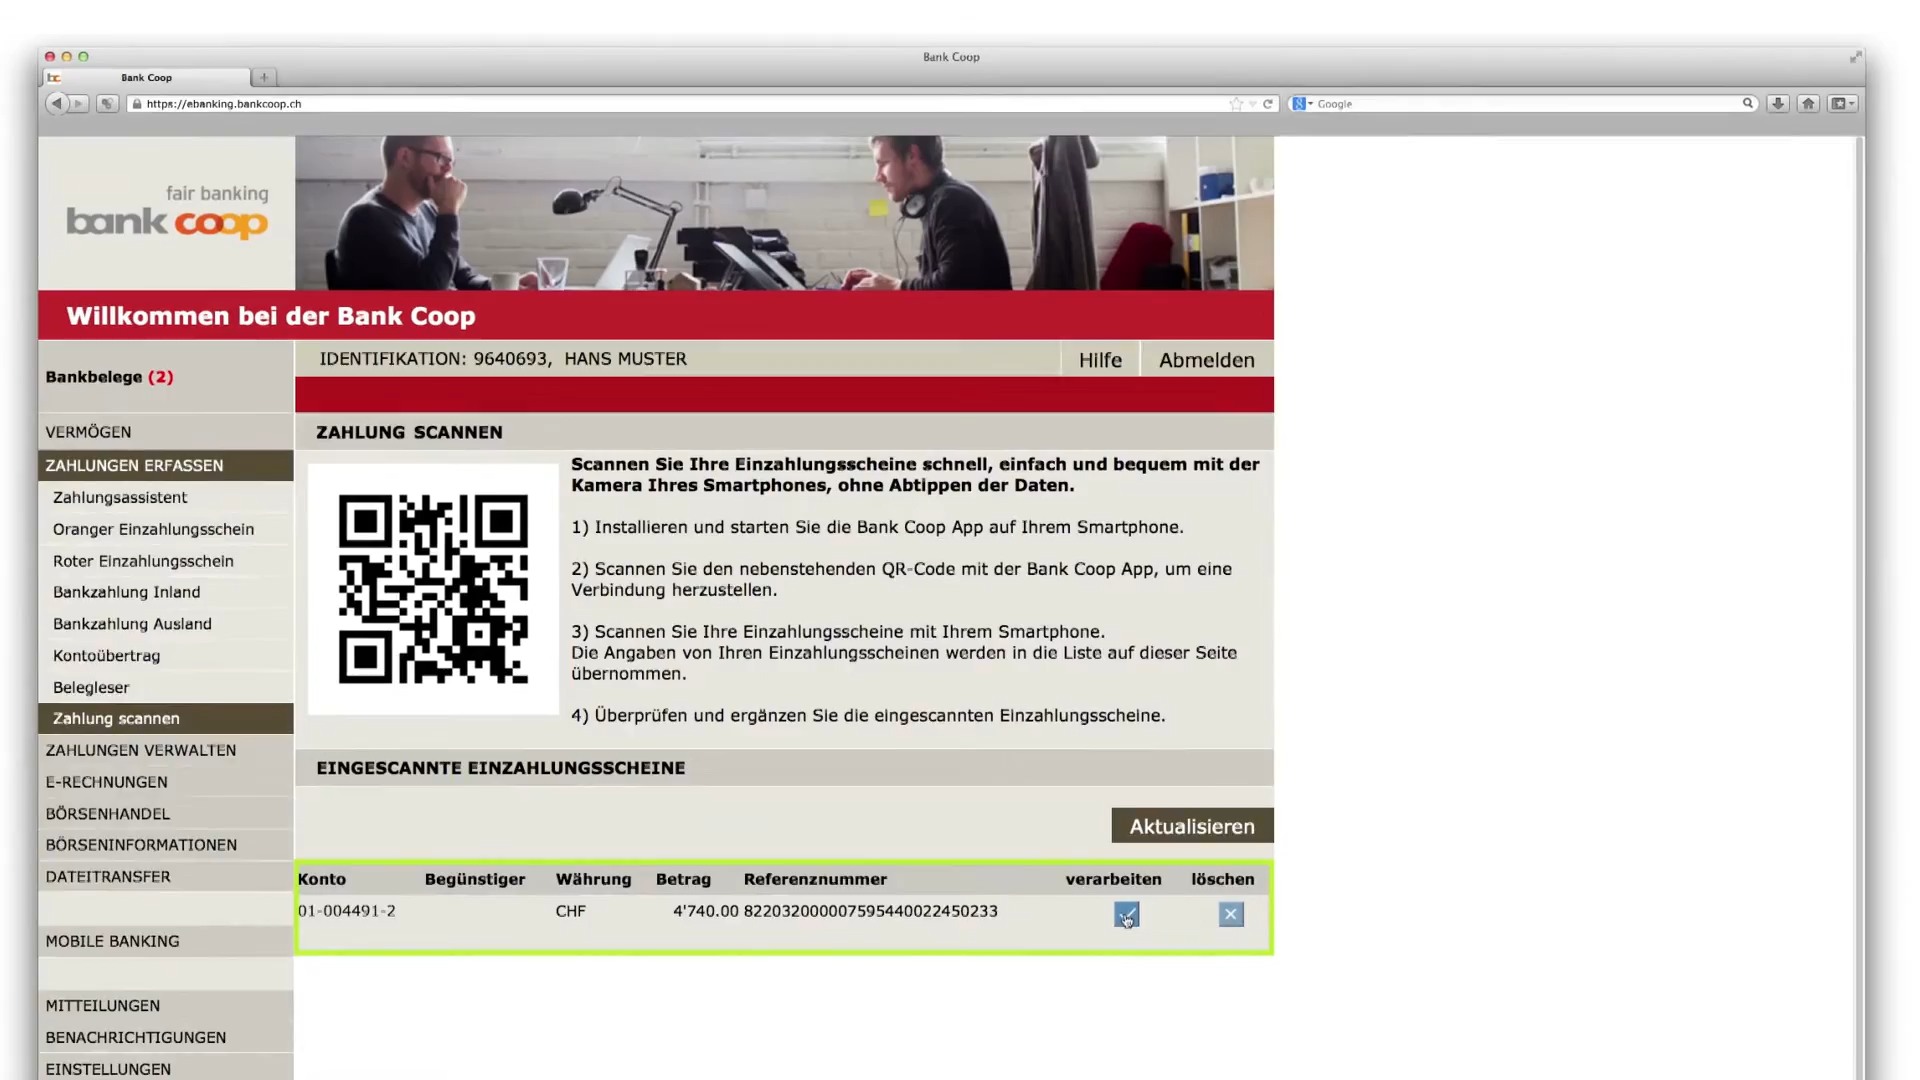 Bank Coop
Bank Coop
https://ebanking.bankcoop.ch
Google
fair banking
bank coop
Willkommen bei der Bank Coop
IDENTIFIKATION: 9640693, HANS MUSTER
Hilfe
Abmelden
Bankbelege (2)
VERMÖGEN
ZAHLUNGEN ERFASSEN
Zahlungsassistent
Oranger Einzahlungsschein
Roter Einzahlungsschein
Bankzahlung Inland
Bankzahlung Ausland
Kontoübertrag
Belegleser
Zahlung scannen
ZAHLUNGEN VERWALTEN
E-RECHNUNGEN
BÖRSENHANDEL
BÖRSENINFORMATIONEN
DATEITRANSFER
MOBILE BANKING
MITTEILUNGEN
BENACHRICHTIGUNGEN
EINSTELLUNGEN
ZAHLUNG SCANNEN
Scannen Sie Ihre Einzahlungsscheine schnell, einfach und bequem mit der
Kamera Ihres Smartphones, ohne Abtippen der Daten.
1) Installieren und starten Sie die Bank Coop App auf Ihrem Smartphone.
2) Scannen Sie den nebenstehenden QR-Code mit der Bank Coop App, um eine
Verbindung herzustellen.
3) Scannen Sie Ihre Einzahlungsscheine mit Ihrem Smartphone.
Die Angaben von Ihren Einzahlungsscheinen werden in die Liste auf dieser Seite
übernommen.
4) Überprüfen und ergänzen Sie die eingescannten Einzahlungsscheine.
EINGESCANNTE EINZAHLUNGSSCHEINE
Aktualisieren
Konto Begünstiger Währung Betrag Referenznummer verarbeiten löschen
01-004491-2 CHF 4'740.00 822032000007595440022450233